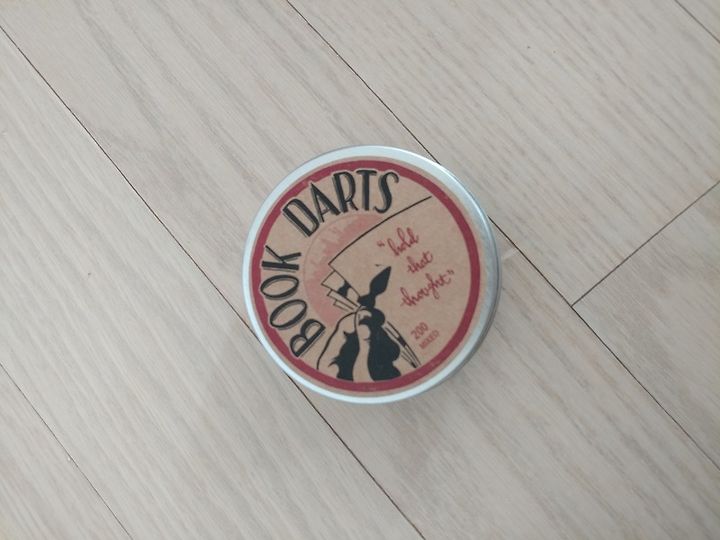 BOOK DARTS
"hold
that
thought"
200
MIXED